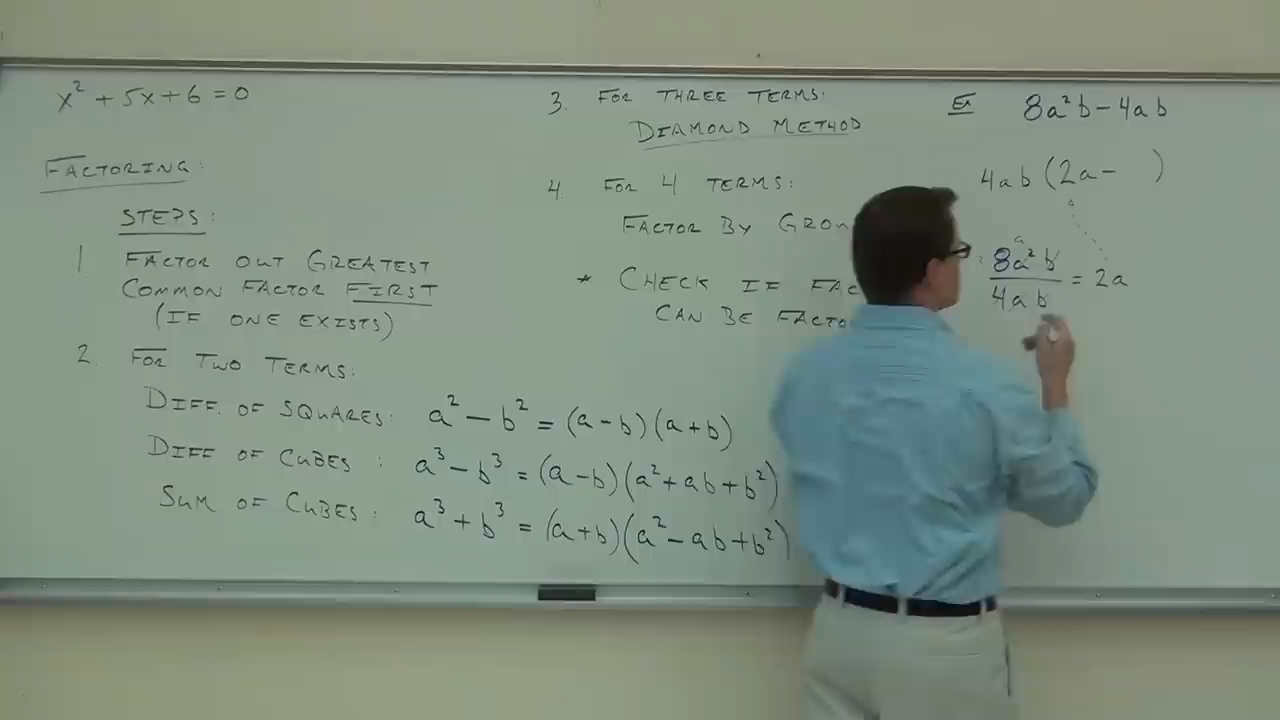 x² + 5x + 6 = 0
FACTORING:
STEPS:
1. FACTOR OUT GREATEST
COMMON FACTOR FIRST
(IF ONE EXISTS)
2. FOR TWO TERMS:
DIFF. OF SQUARES: a² - b² = (a-b)(a+b)
DIFF OF CUBES: a³ - b³ = (a-b)(a² + ab + b²)
SUM OF CUBES: a³ + b³ = (a+b)(a² - ab + b²)
3. FOR THREE TERMS:
DIAMOND METHOD
4. FOR 4 TERMS:
FACTOR BY GROU
* CHECK IF FAC
CAN BE FACTO
Ex 8a²b - 4ab
4ab (2a -   )
8a²b
4ab
= 2a